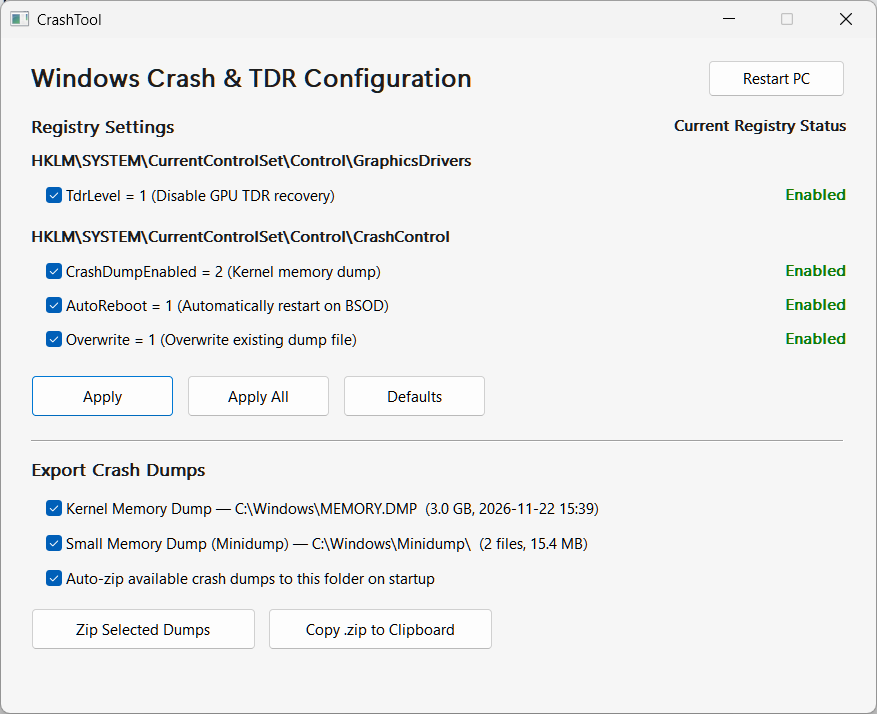 CrashTool
Windows Crash & TDR Configuration
Restart PC
Registry Settings
Current Registry Status
HKLM\SYSTEM\CurrentControlSet\Control\GraphicsDrivers
TdrLevel = 1 (Disable GPU TDR recovery)
Enabled
HKLM\SYSTEM\CurrentControlSet\Control\CrashControl
CrashDumpEnabled = 2 (Kernel memory dump)
Enabled
AutoReboot = 1 (Automatically restart on BSOD)
Enabled
Overwrite = 1 (Overwrite existing dump file)
Enabled
Apply
Apply All
Defaults
Export Crash Dumps
Kernel Memory Dump — C:\Windows\MEMORY.DMP  (3.0 GB, 2026-11-22 15:39)
Small Memory Dump (Minidump) — C:\Windows\Minidump\  (2 files, 15.4 MB)
Auto-zip available crash dumps to this folder on startup
Zip Selected Dumps
Copy .zip to Clipboard